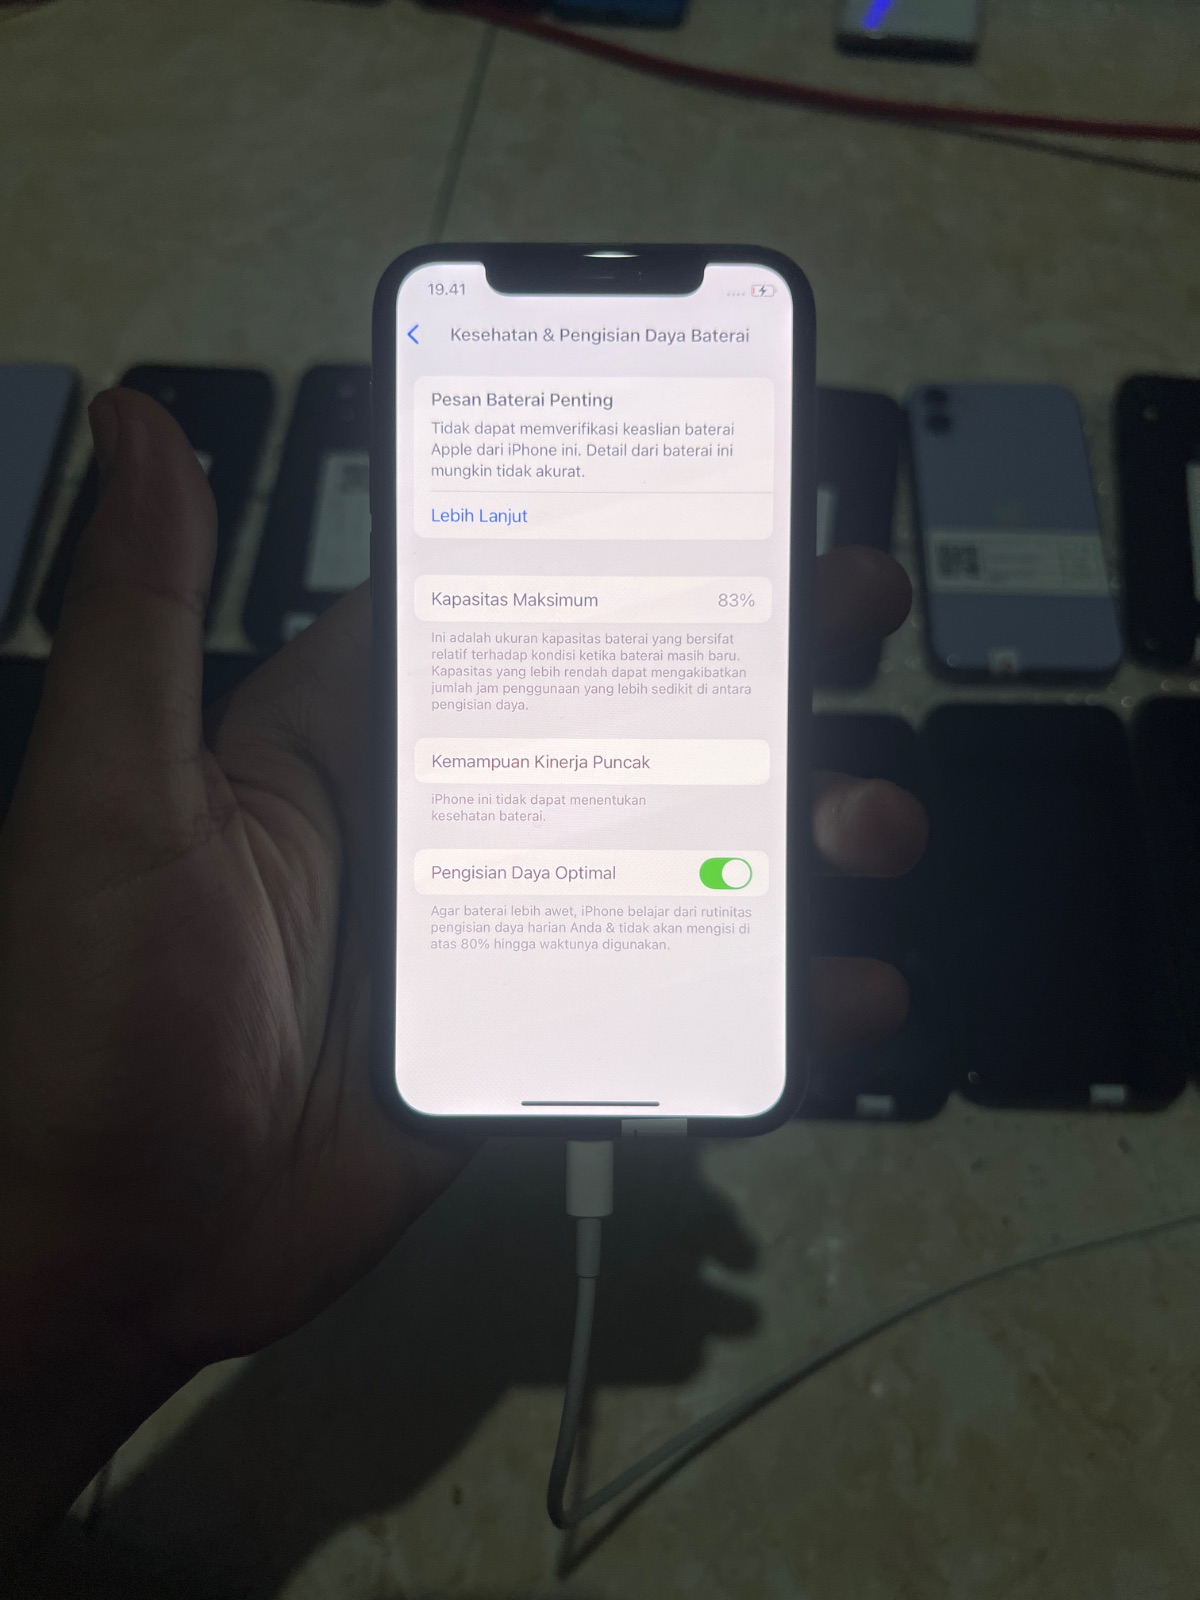 19.41
Kesehatan & Pengisian Daya Baterai
Pesan Baterai Penting
Tidak dapat memverifikasi keaslian baterai
Apple dari iPhone ini. Detail dari baterai ini
mungkin tidak akurat.
Lebih Lanjut
Kapasitas Maksimum 83%
Ini adalah ukuran kapasitas baterai yang bersifat
relatif terhadap kondisi ketika baterai masih baru.
Kapasitas yang lebih rendah dapat mengakibatkan
jumlah jam penggunaan yang lebih sedikit di antara
pengisian daya.
Kemampuan Kinerja Puncak
iPhone ini tidak dapat menentukan
kesehatan baterai.
Pengisian Daya Optimal
Agar baterai lebih awet, iPhone belajar dari rutinitas
pengisian daya harian Anda & tidak akan mengisi di
atas 80% hingga waktunya digunakan.